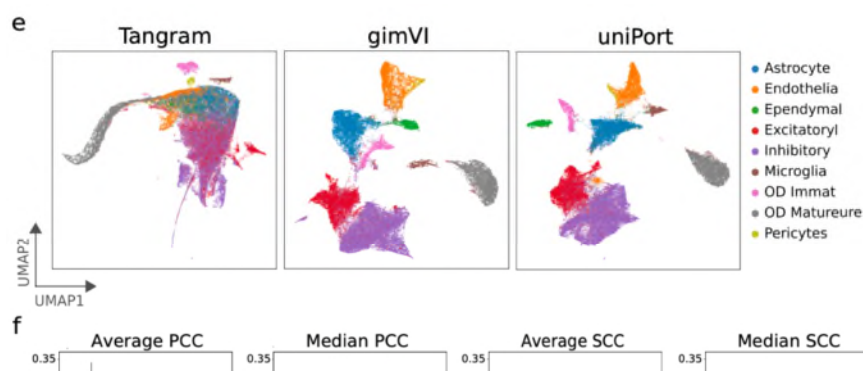 e
Tangram
gimVI
uniPort
Astrocyte
Endothelia
Ependymal
Excitatoryl
Inhibitory
Microglia
OD Immat
OD Matureure
Pericytes
UMAP2
UMAP1
f
Average PCC
Median PCC
Average SCC
Median SCC
0.35
0.35
0.35
0.35